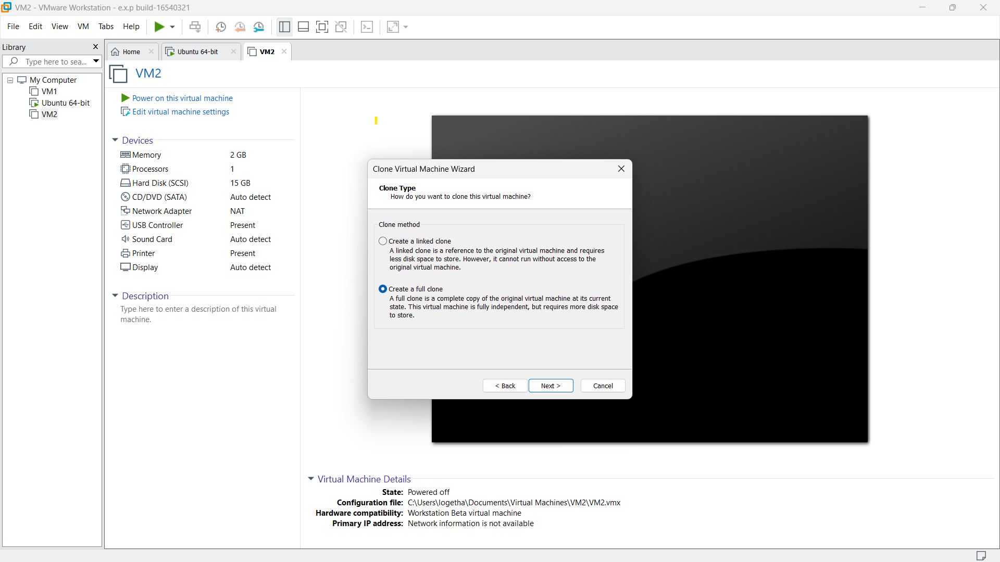 VM2 - VMware Workstation - e.x.p build-16540321
File Edit View VM Tabs Help
Library
Type here to sea...
My Computer
VM1
Ubuntu 64-bit
VM2
Home
Ubuntu 64-bit
VM2
VM2
Power on this virtual machine
Edit virtual machine settings
Devices
Memory 2 GB
Processors 1
Hard Disk (SCSI) 15 GB
CD/DVD (SATA) Auto detect
Network Adapter NAT
USB Controller Present
Sound Card Auto detect
Printer Present
Display Auto detect
Description
Type here to enter a description of this virtual
machine.
Clone Virtual Machine Wizard
Clone Type
How do you want to clone this virtual machine?
Clone method
Create a linked clone
A linked clone is a reference to the original virtual machine and requires
less disk space to store. However, it cannot run without access to the
original virtual machine.
Create a full clone
A full clone is a complete copy of the original virtual machine at its current
state. This virtual machine is fully independent, but requires more disk space
to store.
< Back Next > Cancel
Virtual Machine Details
State: Powered off
Configuration file: C:\Users\logetha\Documents\Virtual Machines\VM2\VM2.vmx
Hardware compatibility: Workstation Beta virtual machine
Primary IP address: Network information is not available